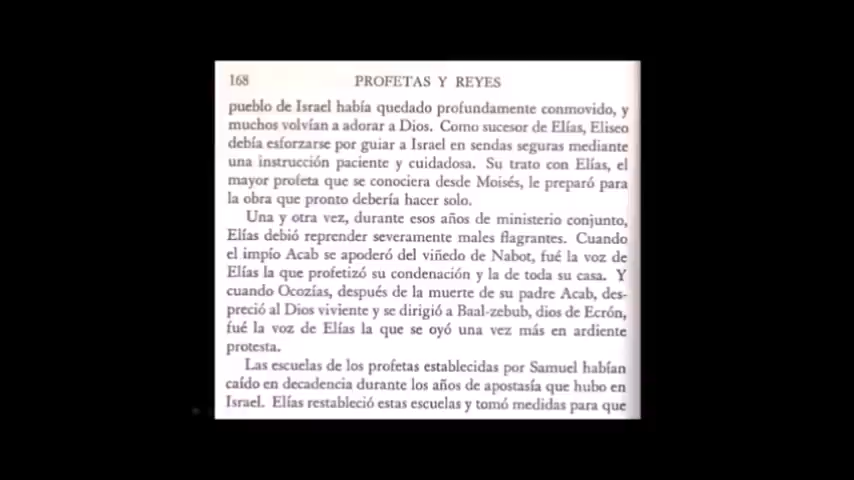 168 PROFETAS Y REYES
pueblo de Israel había quedado profundamente conmovido, y
muchos volvían a adorar a Dios. Como sucesor de Elías, Eliseo
debía esforzarse por guiar a Israel en sendas seguras mediante
una instrucción paciente y cuidadosa. Su trato con Elías, el
mayor profeta que se conociera desde Moisés, le preparó para
la obra que pronto debería hacer solo.
Una y otra vez, durante esos años de ministerio conjunto,
Elías debió reprender severamente males flagrantes. Cuando
el impío Acab se apoderó del viñedo de Nabot, fué la voz de
Elías la que profetizó su condenación y la de toda su casa. Y
cuando Ocozías, después de la muerte de su padre Acab, des-
preció al Dios viviente y se dirigió a Baal-zebub, dios de Ecrón,
fué la voz de Elías la que se oyó una vez más en ardiente
protesta.
Las escuelas de los profetas establecidas por Samuel habían
caído en decadencia durante los años de apostasía que hubo en
Israel. Elías restableció estas escuelas y tomó medidas para que